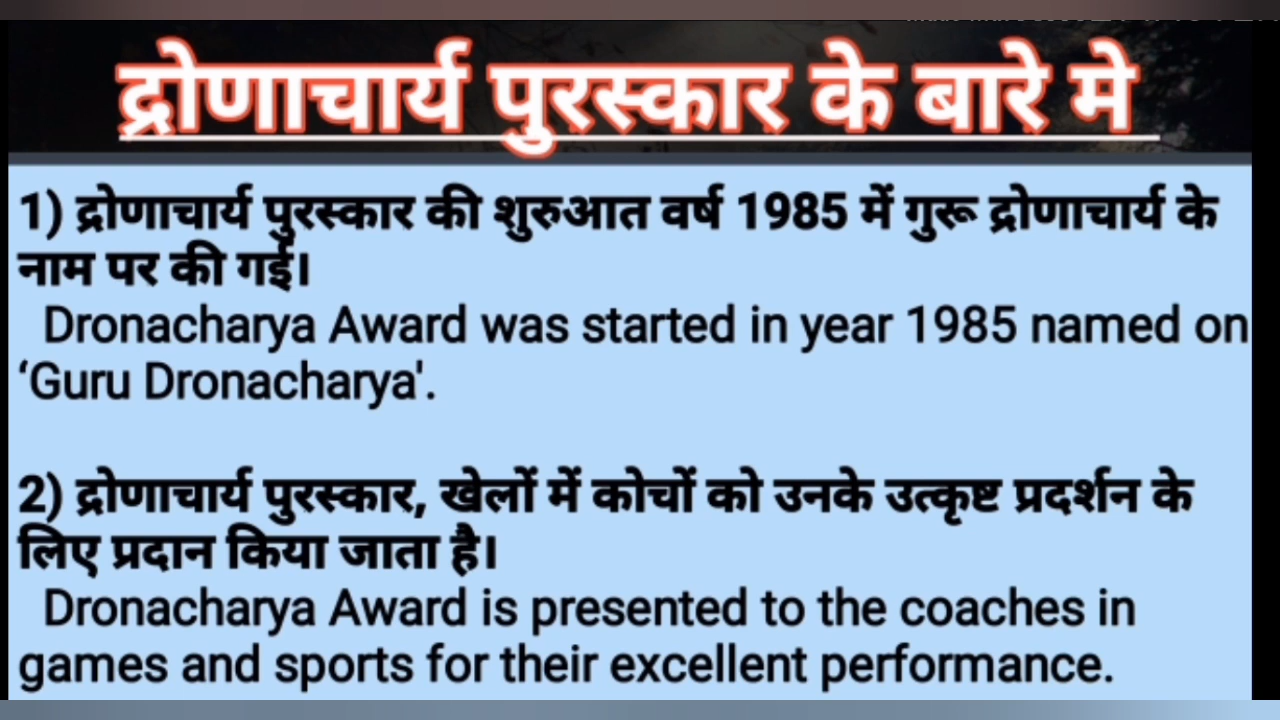 द्रोणाचार्य पुरस्कार के बारे मे
1) द्रोणाचार्य पुरस्कार की शुरुआत वर्ष 1985 में गुरू द्रोणाचार्य के
नाम पर की गई।
Dronacharya Award was started in year 1985 named on
‘Guru Dronacharya'.
2) द्रोणाचार्य पुरस्कार, खेलों में कोचों को उनके उत्कृष्ट प्रदर्शन के
लिए प्रदान किया जाता है।
Dronacharya Award is presented to the coaches in
games and sports for their excellent performance.